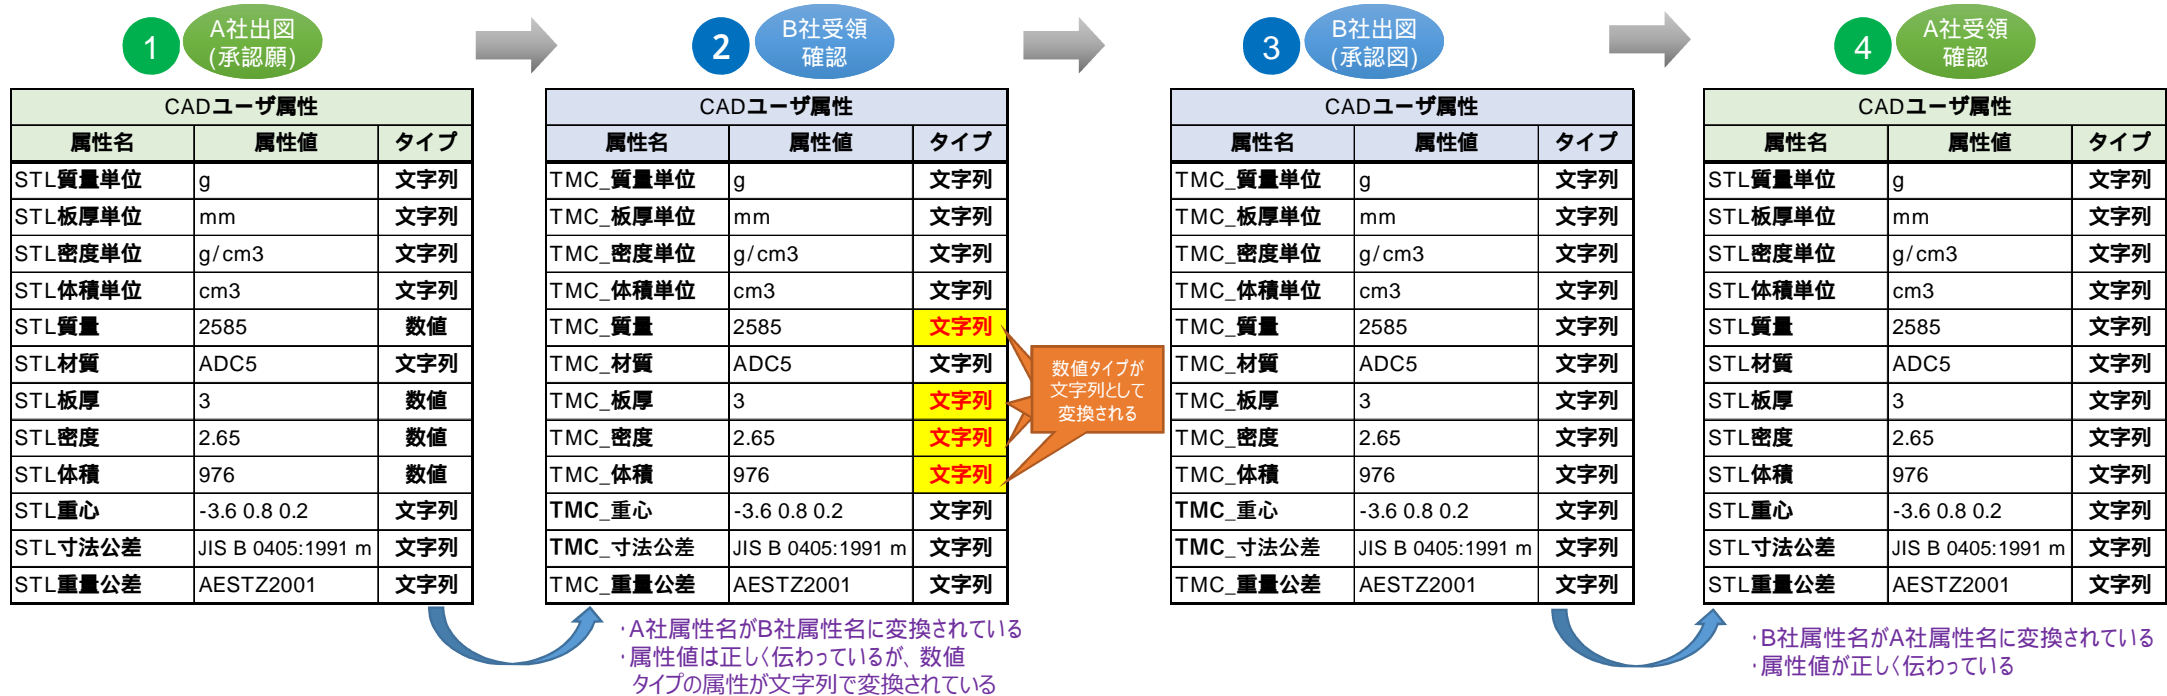 1
A社出図
(承認願)
2
B社受領
確認
3
B社出図
(承認図)
4
A社受領
確認
CADユーザ属性
属性名 属性値 タイプ
STL質量単位 g 文字列
STL板厚単位 mm 文字列
STL密度単位 g/cm3 文字列
STL体積単位 cm3 文字列
STL質量 2585 数値
STL材質 ADC5 文字列
STL板厚 3 数値
STL密度 2.65 数値
STL体積 976 数値
STL重心 -3.6 0.8 0.2 文字列
STL寸法公差 JIS B 0405:1991 m 文字列
STL重量公差 AESTZ2001 文字列
CADユーザ属性
属性名 属性値 タイプ
TMC_質量単位 g 文字列
TMC_板厚単位 mm 文字列
TMC_密度単位 g/cm3 文字列
TMC_体積単位 cm3 文字列
TMC_質量 2585 文字列
TMC_材質 ADC5 文字列
TMC_板厚 3 文字列
TMC_密度 2.65 文字列
TMC_体積 976 文字列
TMC_重心 -3.6 0.8 0.2 文字列
TMC_寸法公差 JIS B 0405:1991 m 文字列
TMC_重量公差 AESTZ2001 文字列
数値タイプが
文字列として
変換される
CADユーザ属性
属性名 属性値 タイプ
TMC_質量単位 g 文字列
TMC_板厚単位 mm 文字列
TMC_密度単位 g/cm3 文字列
TMC_体積単位 cm3 文字列
TMC_質量 2585 文字列
TMC_材質 ADC5 文字列
TMC_板厚 3 文字列
TMC_密度 2.65 文字列
TMC_体積 976 文字列
TMC_重心 -3.6 0.8 0.2 文字列
TMC_寸法公差 JIS B 0405:1991 m 文字列
TMC_重量公差 AESTZ2001 文字列
CADユーザ属性
属性名 属性値 タイプ
STL質量単位 g 文字列
STL板厚単位 mm 文字列
STL密度単位 g/cm3 文字列
STL体積単位 cm3 文字列
STL質量 2585 文字列
STL材質 ADC5 文字列
STL板厚 3 文字列
STL密度 2.65 文字列
STL体積 976 文字列
STL重心 -3.6 0.8 0.2 文字列
STL寸法公差 JIS B 0405:1991 m 文字列
STL重量公差 AESTZ2001 文字列
・A社属性名がB社属性名に変換されている
・属性値は正しく伝わっているが、数値
タイプの属性が文字列で変換されている
・B社属性名がA社属性名に変換されている
・属性値が正しく伝わっている